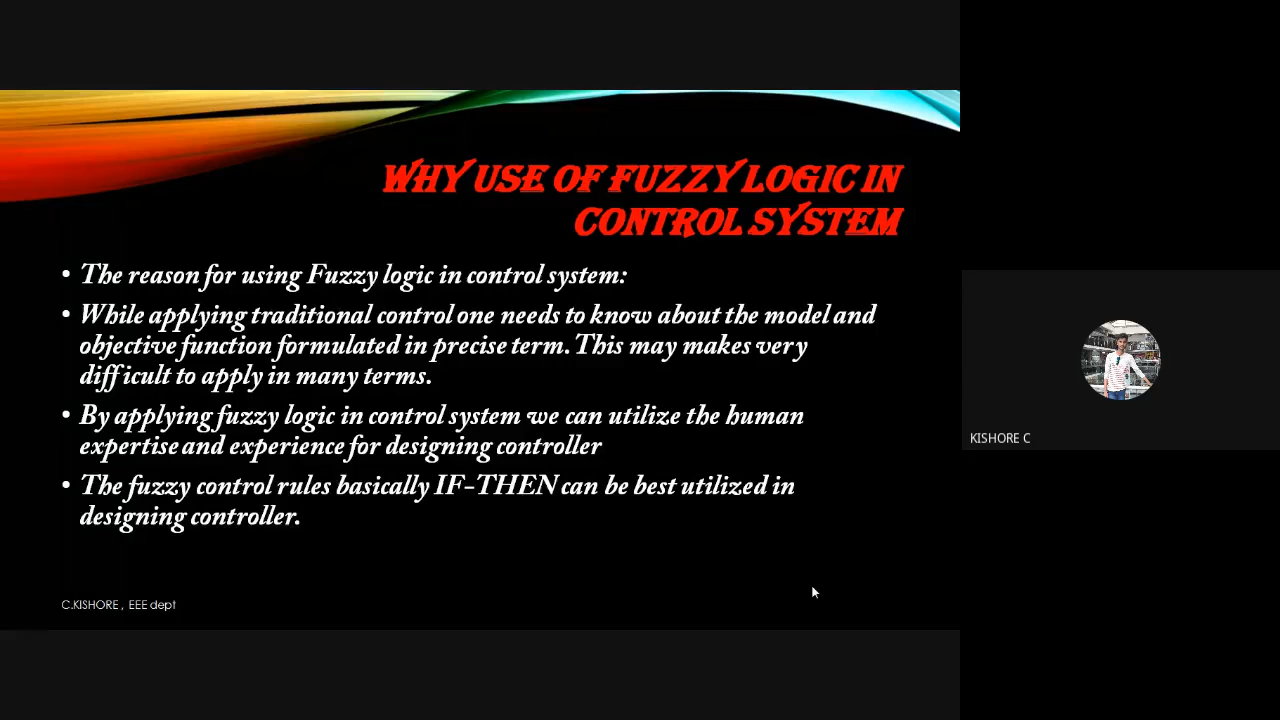 WHY USE OF FUZZY LOGIC IN
CONTROL SYSTEM
• The reason for using Fuzzy logic in control system:
• While applying traditional control one needs to know about the model and
objective function formulated in precise term. This may makes very
difficult to apply in many terms.
• By applying fuzzy logic in control system we can utilize the human
expertise and experience for designing controller
• The fuzzy control rules basically IF-THEN can be best utilized in
designing controller.
C.KISHORE , EEE dept
KISHORE C